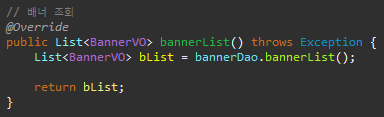 // 배너 조회
@Override
public List<BannerVO> bannerList() throws Exception {
    List<BannerVO> bList = bannerDao.bannerList();

    return bList;
}